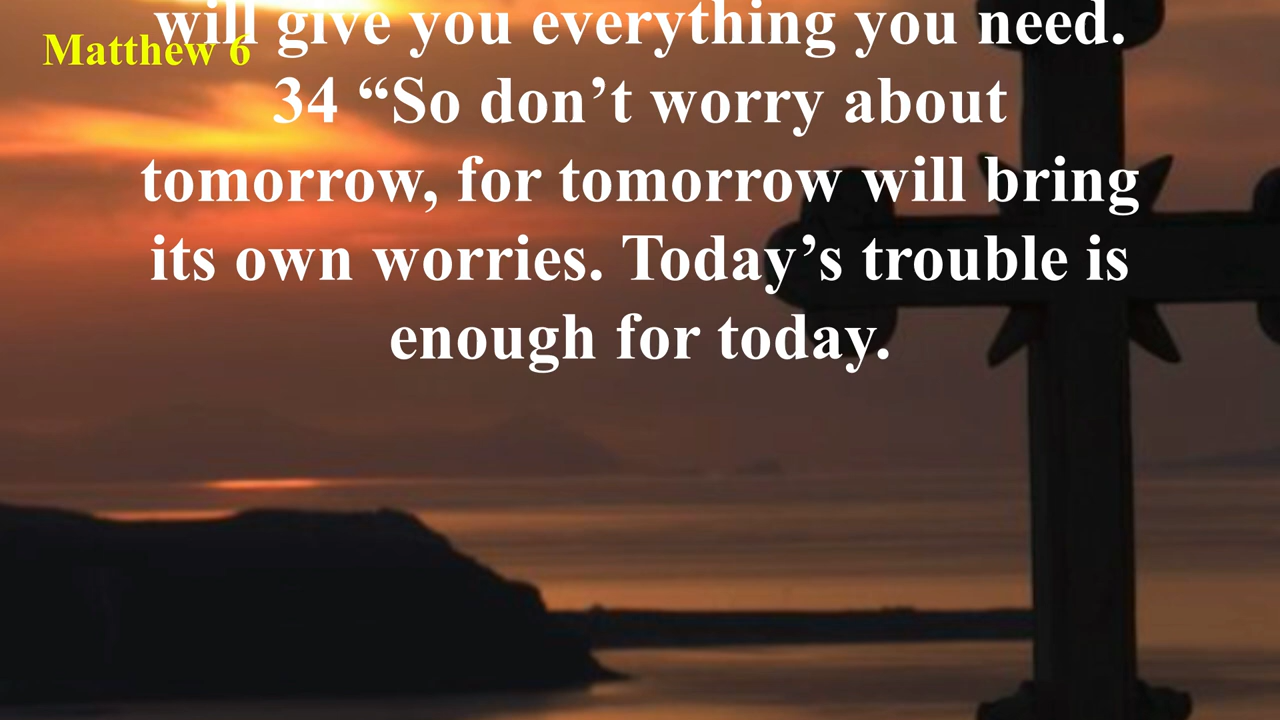 will give you everything you need.
Matthew 6
34 “So don’t worry about
tomorrow, for tomorrow will bring
its own worries. Today’s trouble is
enough for today.